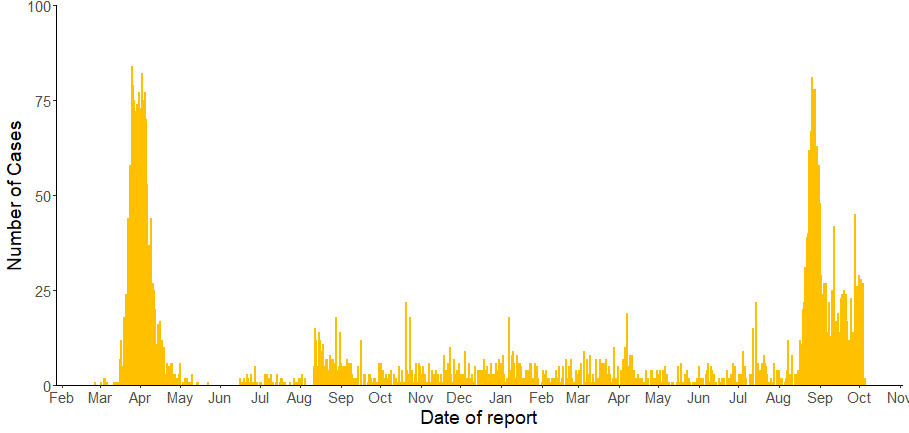 Number of Cases
100
75
50
25
0
Feb Mar Apr May Jun Jul Aug Sep Oct Nov Dec Jan Feb Mar Apr May Jun Jul Aug Sep Oct Nov
Date of report